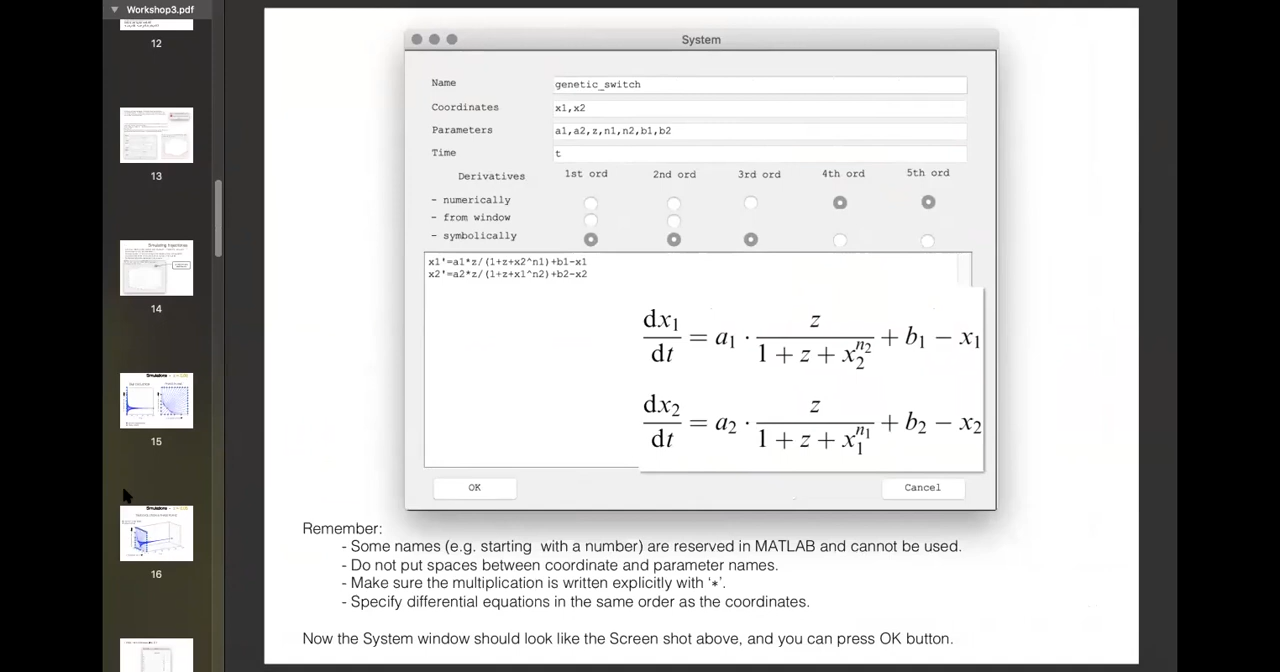 Workshop3.pdf
12
13
14
15
16
System
Name
genetic_switch
Coordinates
x1,x2
Parameters
a1,a2,z,n1,n2,b1,b2
Time
t
Derivatives 1st ord 2nd ord 3rd ord 4th ord 5th ord
- numerically
- from window
- symbolically
x1'=a1*z/(1+z+x2^n1)+b1-x1
x2'=a2*z/(1+z+x1^n2)+b2-x2
dx₁/dt = a₁ · z/(1 + z + x₂^n₂) + b₁ − x₁
dx₂/dt = a₂ · z/(1 + z + x₁^n₁) + b₂ − x₂
OK
Cancel
Remember:
- Some names (e.g. starting with a number) are reserved in MATLAB and cannot be used.
- Do not put spaces between coordinate and parameter names.
- Make sure the multiplication is written explicitly with ‘*’.
- Specify differential equations in the same order as the coordinates.
Now the System window should look like the Screen shot above, and you can press OK button.